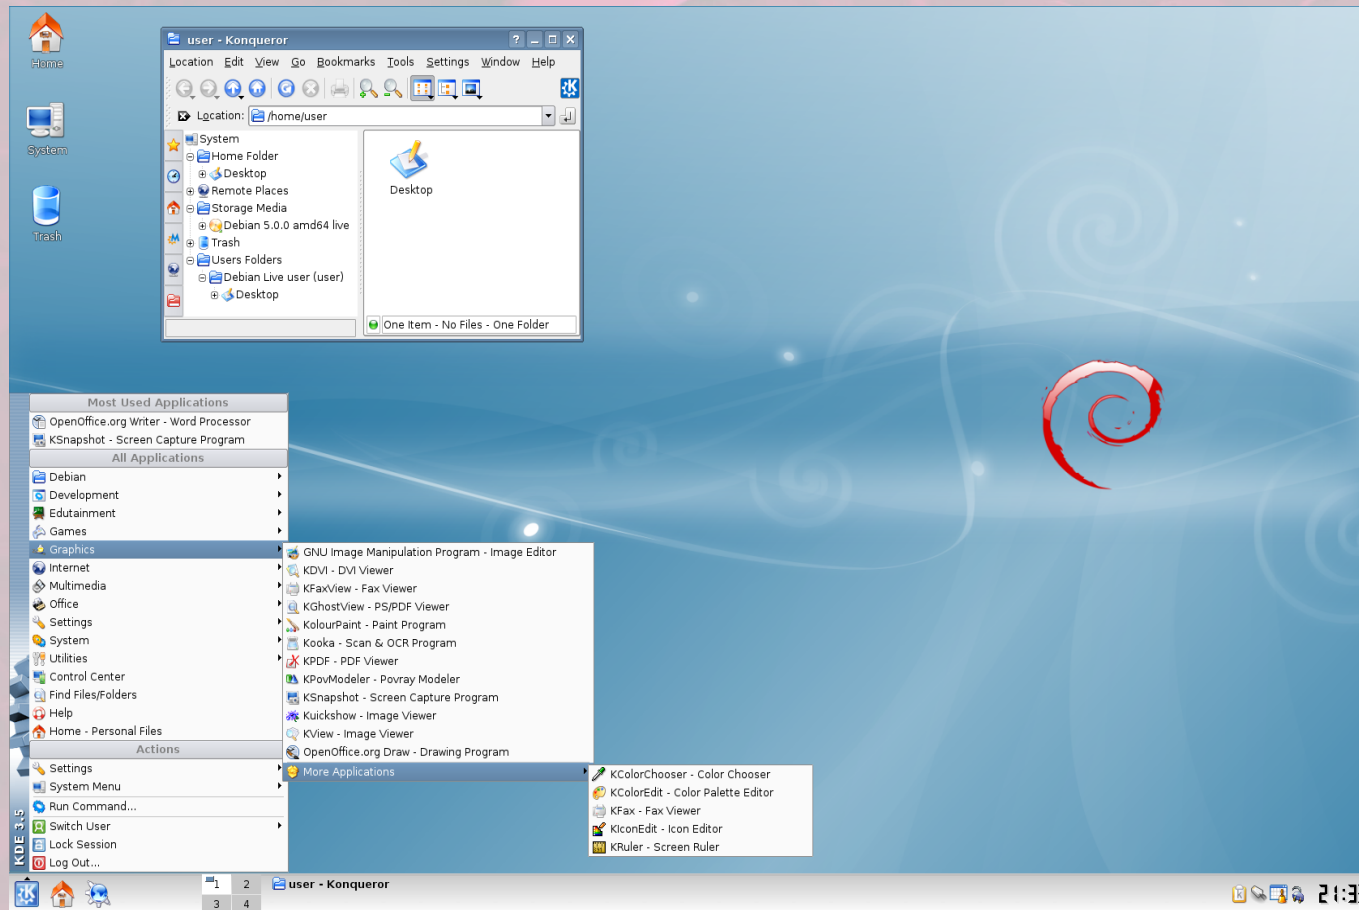 Home
System
Trash
user - Konqueror
Location Edit View Go Bookmarks Tools Settings Window Help
Location: /home/user
System
Home Folder
Desktop
Remote Places
Storage Media
Debian 5.0.0 amd64 live
Trash
Users Folders
Debian Live user (user)
Desktop
Desktop
One Item - No Files - One Folder
Most Used Applications
OpenOffice.org Writer - Word Processor
KSnapshot - Screen Capture Program
All Applications
Debian
Development
Edutainment
Games
Graphics
Internet
Multimedia
Office
Settings
System
Utilities
Control Center
Find Files/Folders
Help
Home - Personal Files
Actions
Settings
System Menu
Run Command...
Switch User
Lock Session
Log Out...
KDE 3.5
GNU Image Manipulation Program - Image Editor
KDVI - DVI Viewer
KFaxView - Fax Viewer
KGhostView - PS/PDF Viewer
KolourPaint - Paint Program
Kooka - Scan & OCR Program
KPDF - PDF Viewer
KPovModeler - Povray Modeler
KSnapshot - Screen Capture Program
Kuickshow - Image Viewer
KView - Image Viewer
OpenOffice.org Draw - Drawing Program
More Applications
KColorChooser - Color Chooser
KColorEdit - Color Palette Editor
KFax - Fax Viewer
KIconEdit - Icon Editor
KRuler - Screen Ruler
1 2
3 4
user - Konqueror